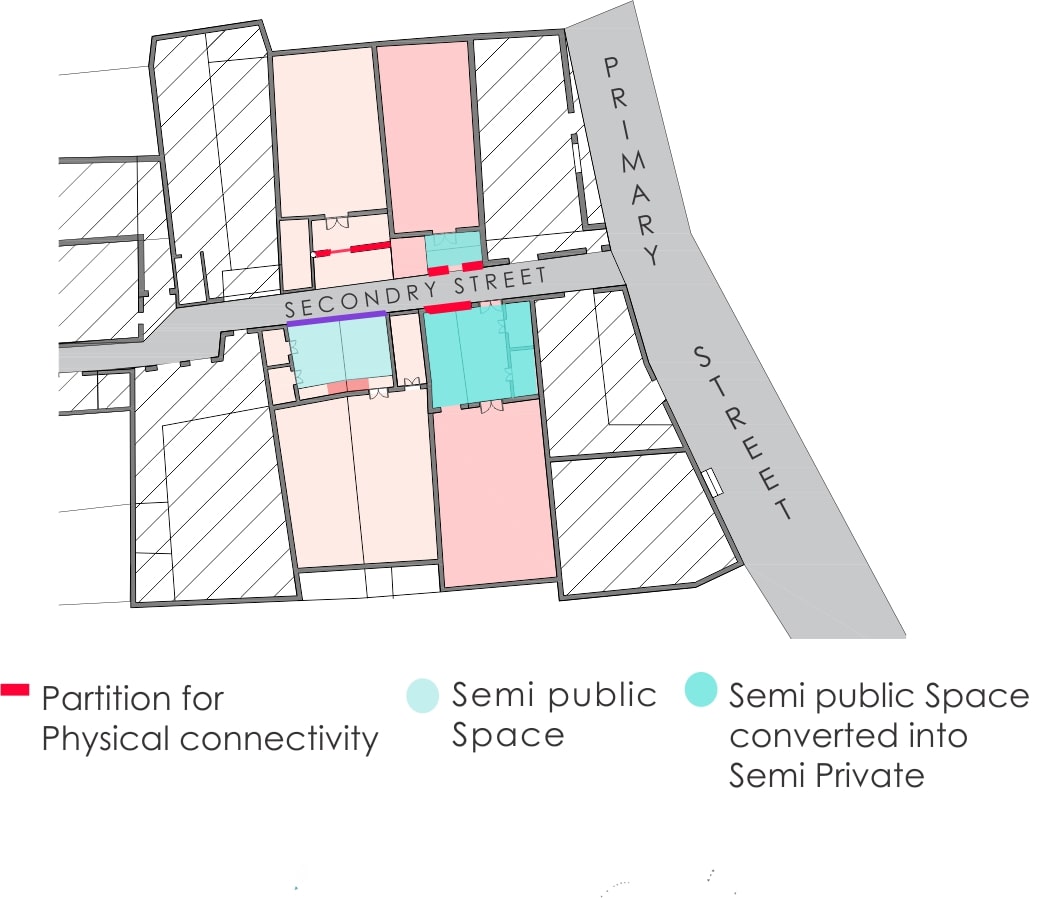 PRIMARY
SECONDRY STREET
STREET
Partition for
Physical connectivity
Semi public
Space
Semi public Space
converted into
Semi Private